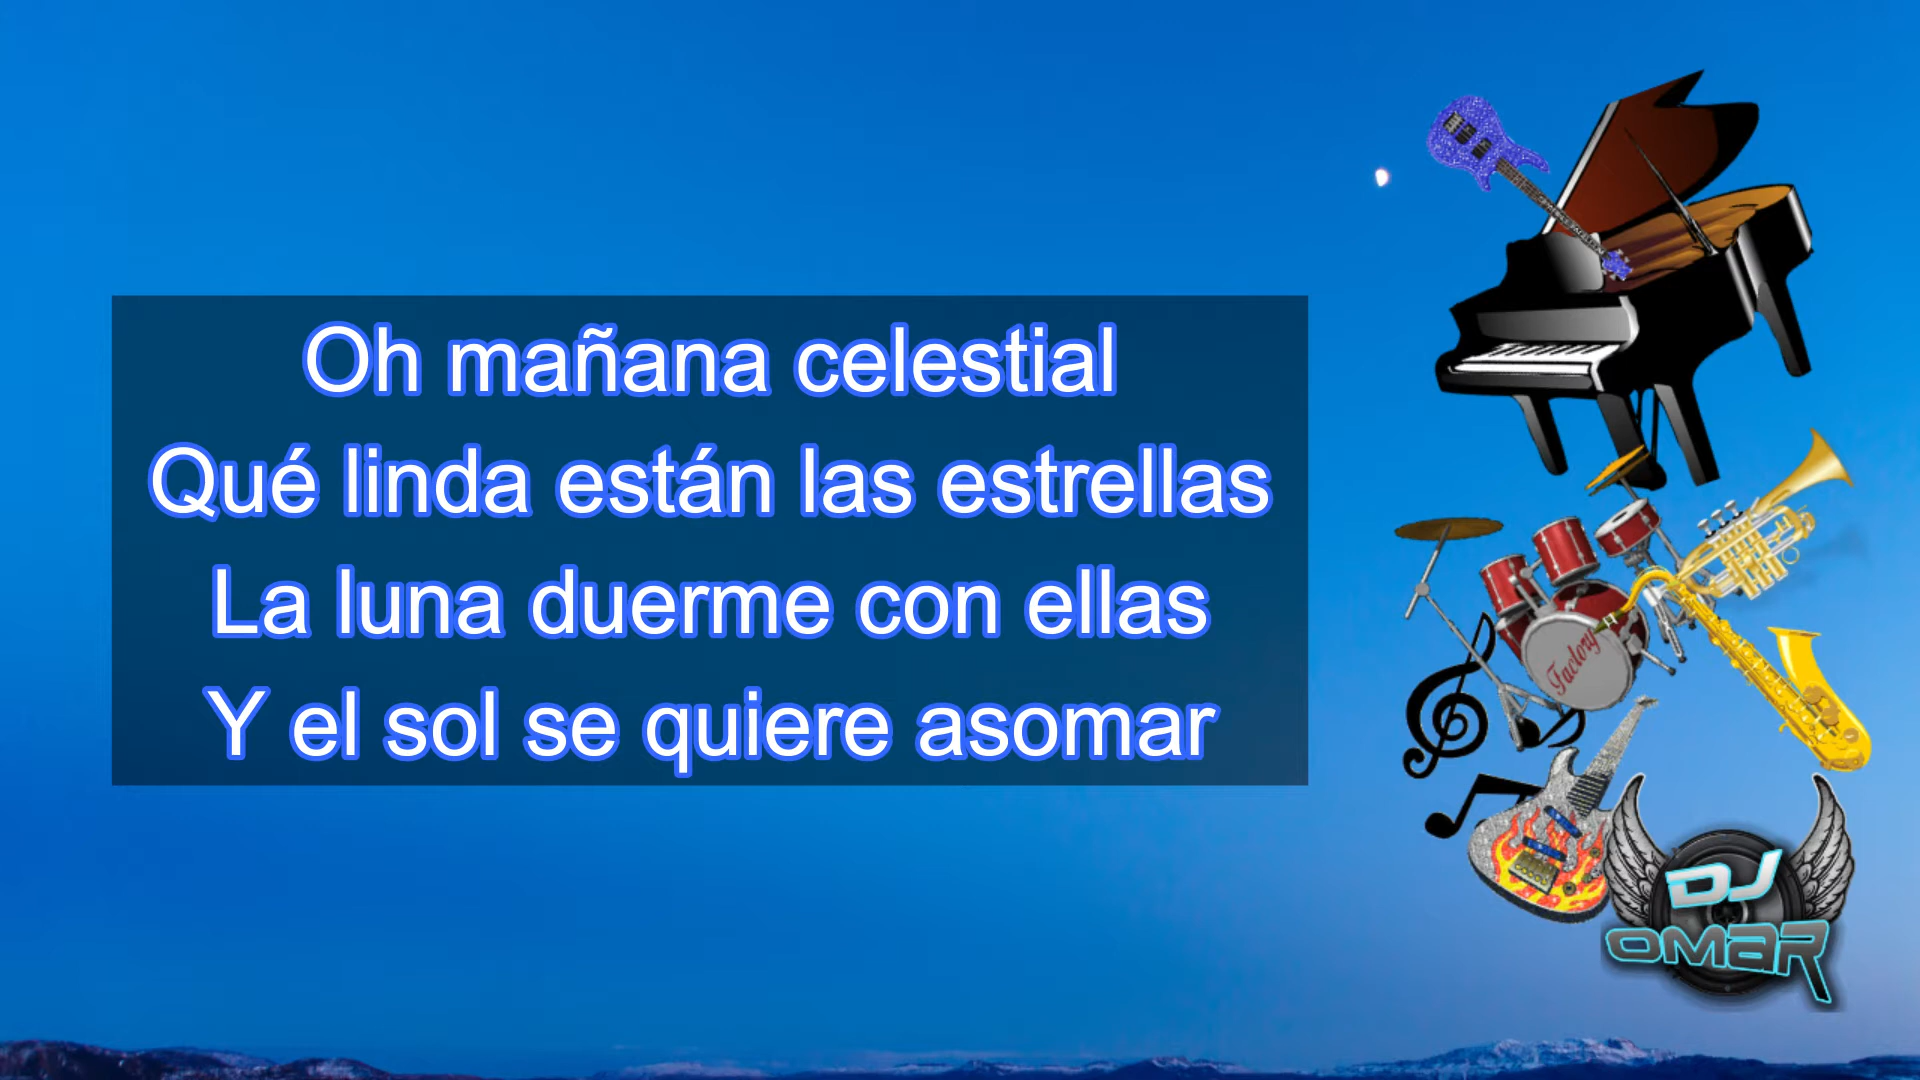 Oh mañana celestial
Qué linda están las estrellas
La luna duerme con ellas
Y el sol se quiere asomar
Factory
DJ
OMAR